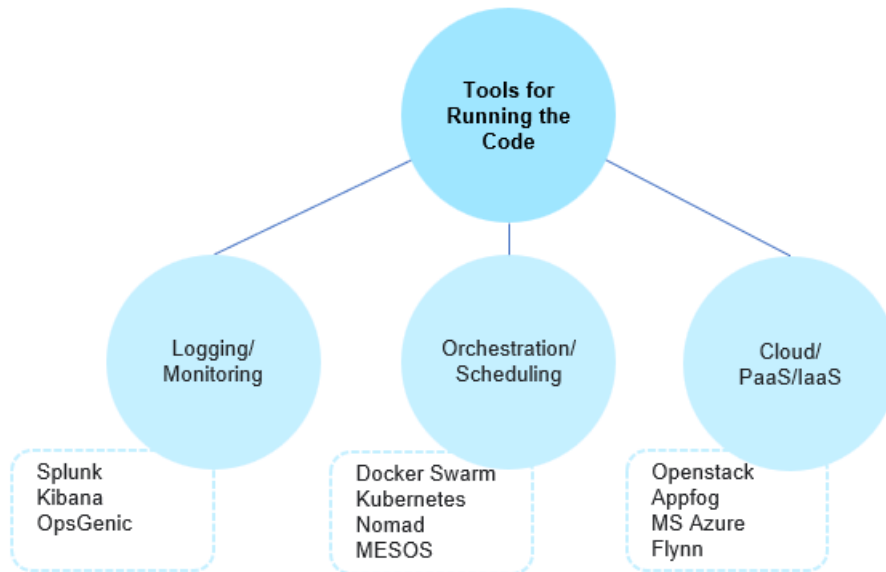 Tools for
Running the
Code
Logging/
Monitoring
Orchestration/
Scheduling
Cloud/
PaaS/IaaS
Splunk
Kibana
OpsGenic
Docker Swarm
Kubernetes
Nomad
MESOS
Openstack
Appfog
MS Azure
Flynn